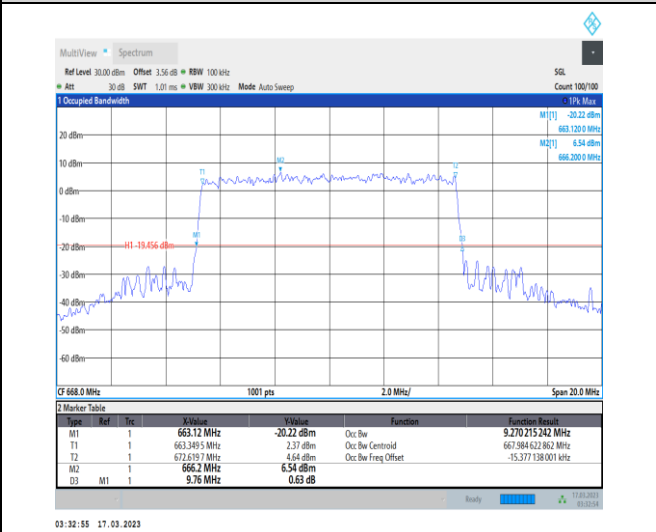 MultiView Spectrum
Ref Level 30.00 dBm Offset 3.56 dB RBW 100 kHz SGL
Att 30 dB SWT 1.01 ms VBW 300 kHz Mode Auto Sweep Count 100/100
1 Occupied Bandwidth 1Pk Max
M1[1] -20.22 dBm
663.120 0 MHz
20 dBm
M2[1] 6.54 dBm
666.200 0 MHz
10 dBm
M2
T1
0 dBm
-10 dBm
M1
D3
-20 dBm
H1 -19.456 dBm
-30 dBm
-40 dBm
-50 dBm
-60 dBm
CF 668.0 MHz 1001 pts 2.0 MHz/ Span 20.0 MHz
2 Marker Table
Type Ref Trc X-Value Y-Value Function Function Result
M1 1 663.12 MHz -20.22 dBm Occ Bw 9.270 215 242 MHz
T1 1 663.349 5 MHz 2.37 dBm Occ Bw Centroid 667.984 622 862 MHz
T2 1 672.619 7 MHz 4.64 dBm Occ Bw Freq Offset -15.377 138 001 kHz
M2 1 666.2 MHz 6.54 dBm
D3 M1 1 9.76 MHz 0.63 dB
Ready 17.03.2023
03:32:54
03:32:55 17.03.2023